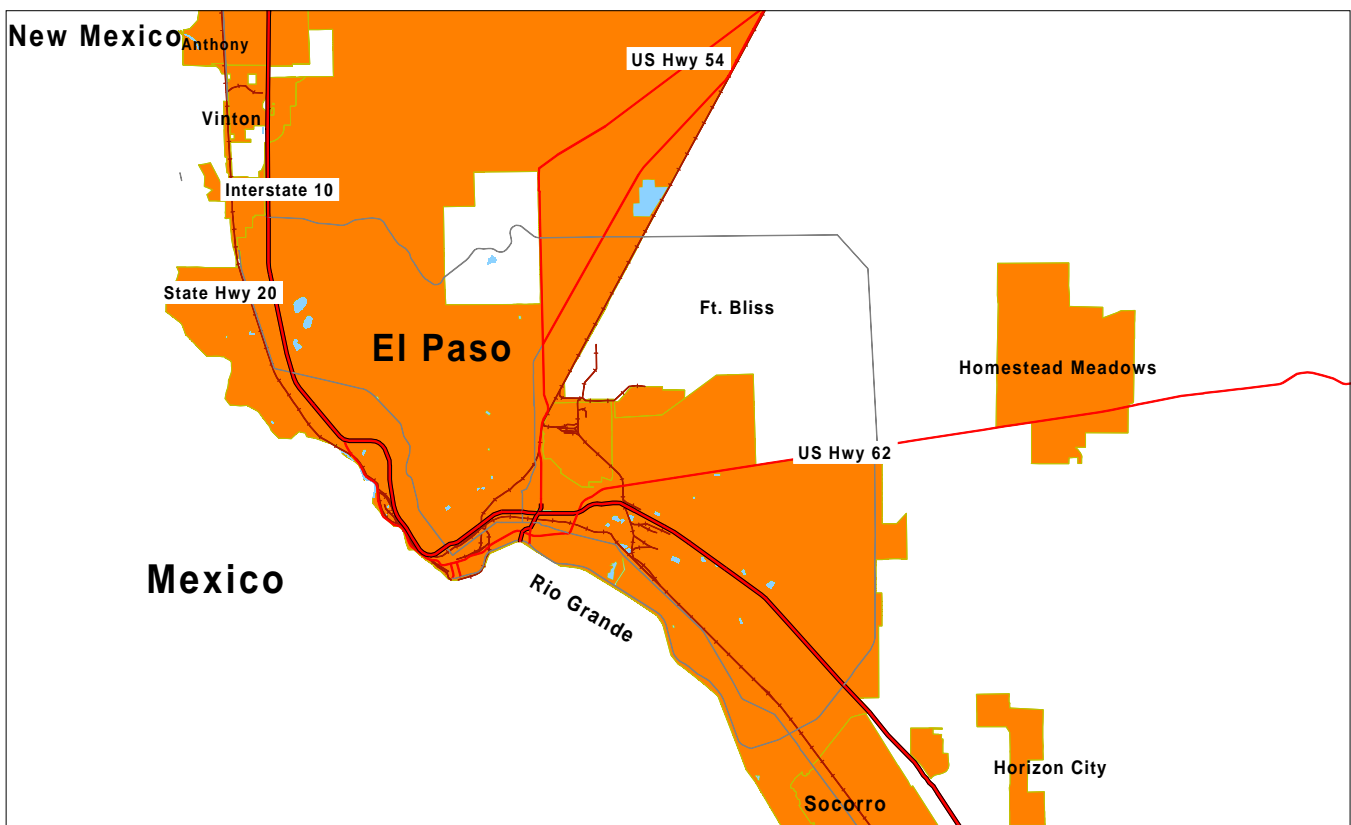 New Mexico
Anthony
US Hwy 54
Vinton
Interstate 10
State Hwy 20
Ft. Bliss
El Paso
Homestead Meadows
US Hwy 62
Mexico
Rio Grande
Horizon City
Socorro